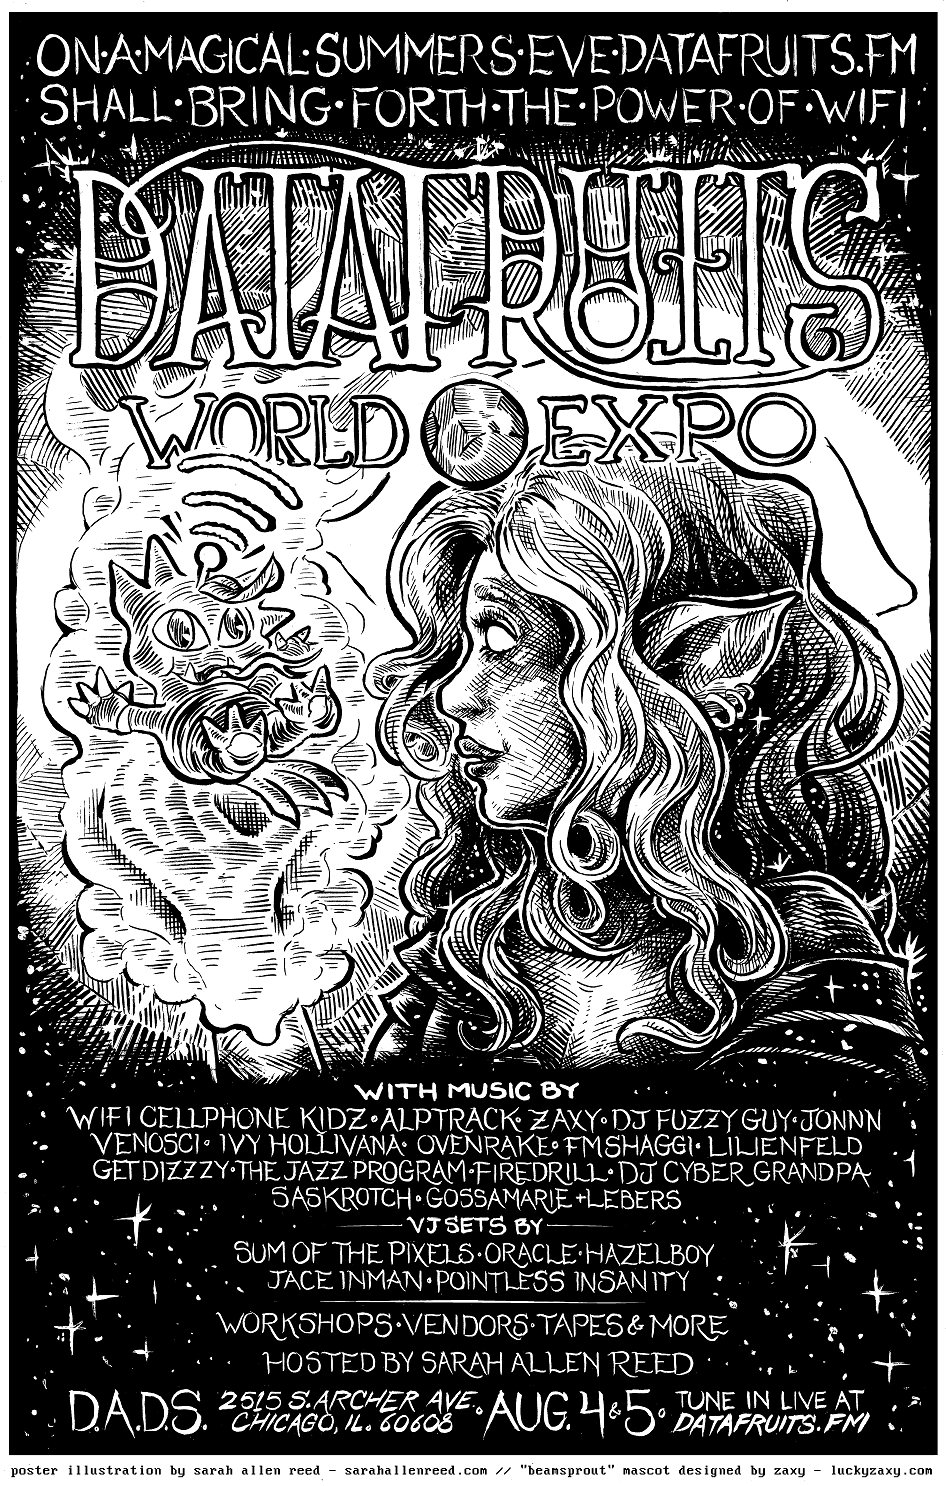 ON·A·MAGICAL·SUMMERS·EVE·DATAFRUITS.FM
SHALL·BRING·FORTH·THE·POWER·OF·WIFI
DATAFRUITS
WORLD EXPO
WITH MUSIC BY
WIFI CELLPHONE KIDZ·ALPTRACK·ZAXY·DJ FUZZY GUY·JONNN
VENOSCI·IVY HOLLIVANA·OVENRAKE·FMSHAGGI·LILIENFELD
GETDIZZZY·THE JAZZ PROGRAM·FIREDRILL·DJ CYBER GRANDPA
SASKROTCH·GOSSAMARIE+LEBERS
VJ SETS BY
SUM OF THE PIXELS·ORACLE·HAZELBOY
JACE INMAN·POINTLESS INSANITY
WORKSHOPS·VENDORS·TAPES & MORE
HOSTED BY SARAH ALLEN REED
D.A.D.S. 2515 S. ARCHER AVE.
CHICAGO, IL. 60608
· AUG. 4&5 ·
TUNE IN LIVE AT
DATAFRUITS.FM!
poster illustration by sarah allen reed - sarahallenreed.com // "beamsprout" mascot designed by zaxy - luckyzaxy.com